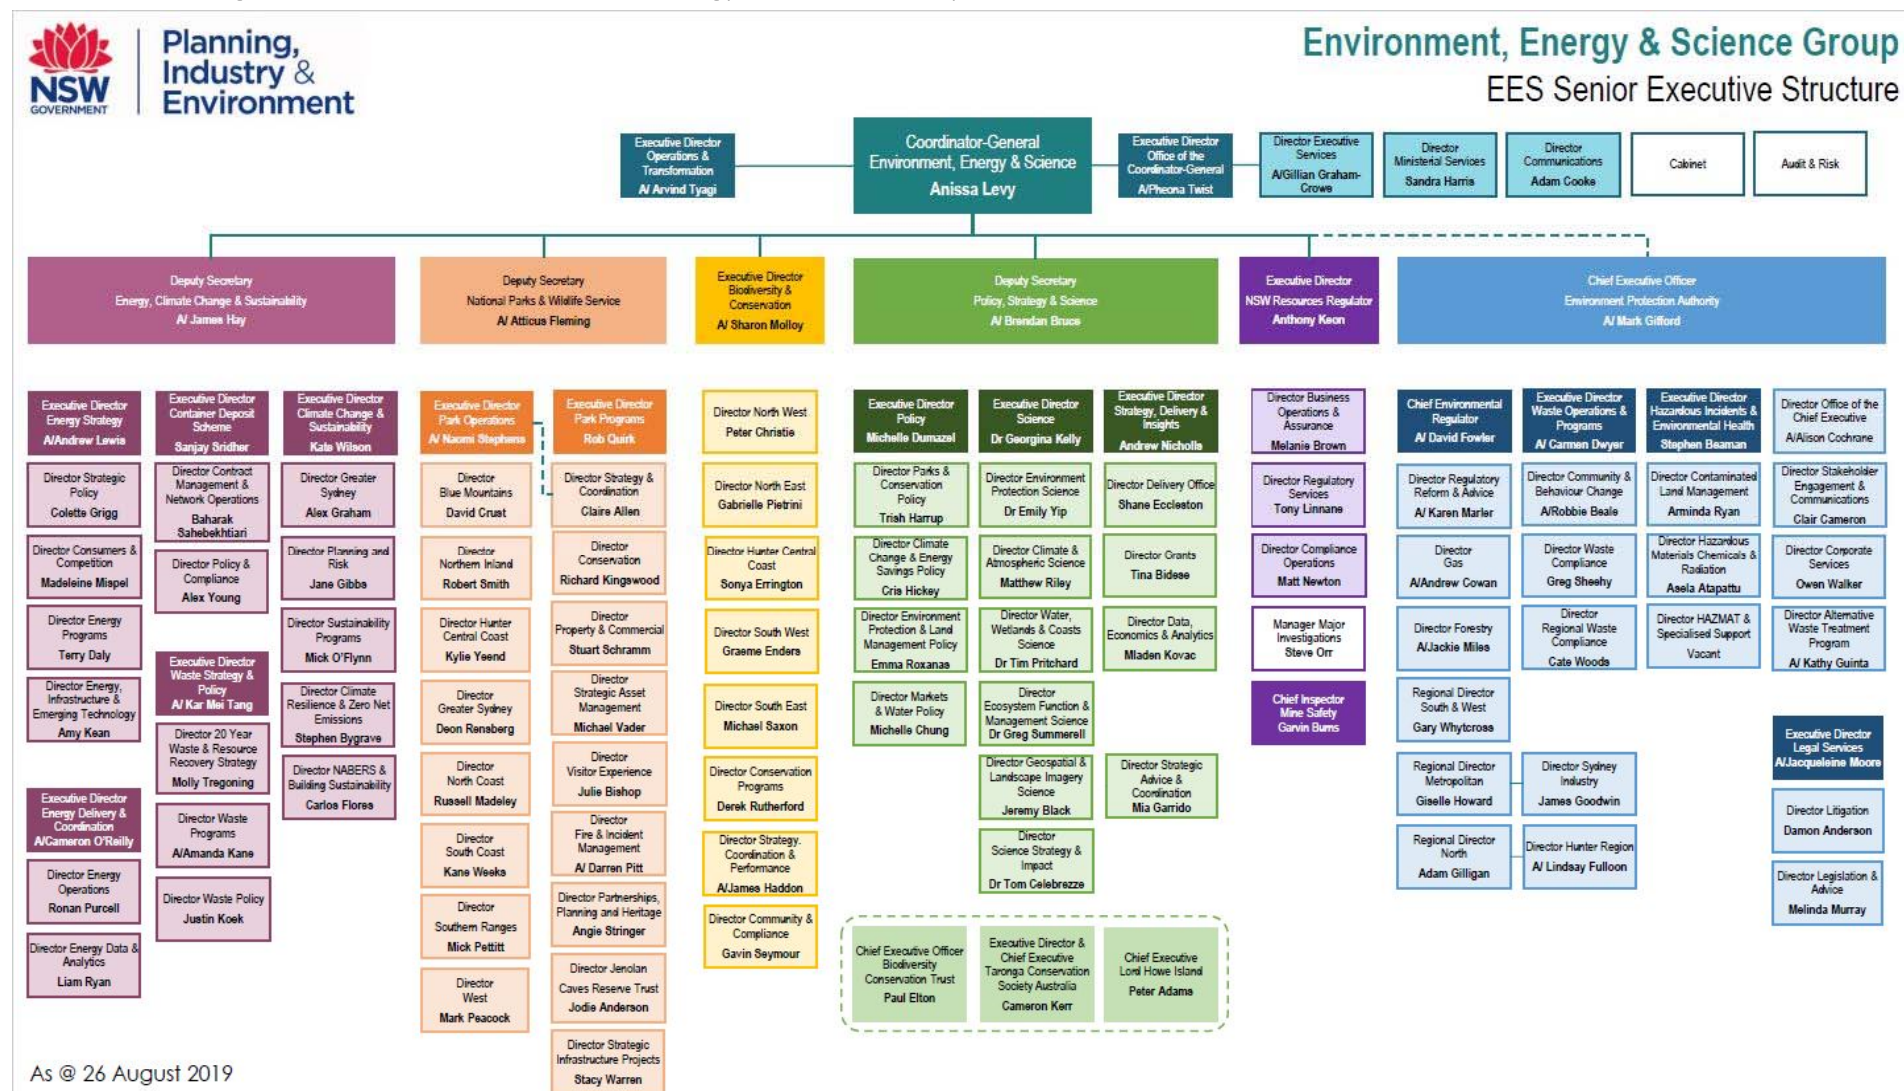 NSW
GOVERNMENT
Planning,
Industry &
Environment
Environment, Energy & Science Group
EES Senior Executive Structure
Executive Director
Operations &
Transformation
A/ Arvind Tyagi
Coordinator-General
Environment, Energy & Science
Anissa Levy
Executive Director
Office of the
Coordinator-General
A/Pheona Twist
Director Executive
Services
A/Gillian Graham-
Crowe
Director
Ministerial Services
Sandra Harris
Director
Communications
Adam Cooke
Cabinet
Audit & Risk
Deputy Secretary
Energy, Climate Change & Sustainability
A/ James Hay
Deputy Secretary
National Parks & Wildlife Service
A/ Atticus Fleming
Executive Director
Biodiversity &
Conservation
A/ Sharon Molloy
Deputy Secretary
Policy, Strategy & Science
A/ Brendan Bruce
Executive Director
NSW Resources Regulator
Anthony Keon
Chief Executive Officer
Environment Protection Authority
A/ Mark Gifford
Executive Director
Energy Strategy
A/Andrew Lewis
Director Strategic
Policy
Colette Grigg
Director Consumers &
Competition
Madeleine Mispel
Director Energy
Programs
Terry Daly
Director Energy,
Infrastructure &
Emerging Technology
Amy Kean
Executive Director
Energy Delivery &
Coordination
A/Cameron O'Reilly
Director Energy
Operations
Ronan Purcell
Director Energy Data &
Analytics
Liam Ryan
Executive Director
Container Deposit
Scheme
Sanjay Sridher
Director Contract
Management &
Network Operations
Baharak
Sahebekhtiari
Director Policy &
Compliance
Alex Young
Executive Director
Waste Strategy &
Policy
A/ Kar Mei Tang
Director 20 Year
Waste & Resource
Recovery Strategy
Molly Tregoning
Director Waste
Programs
A/Amanda Kane
Director Waste Policy
Justin Koek
Executive Director
Climate Change &
Sustainability
Kate Wilson
Director Greater
Sydney
Alex Graham
Director Planning and
Risk
Jane Gibbs
Director Sustainability
Programs
Mick O'Flynn
Director Climate
Resilience & Zero Net
Emissions
Stephen Bygrave
Director NABERS &
Building Sustainability
Carlos Flores
Executive Director
Park Operations
A/ Naomi Stephens
Director
Blue Mountains
David Crust
Director
Northern Inland
Robert Smith
Director Hunter
Central Coast
Kylie Yeend
Director
Greater Sydney
Deon Rensberg
Director
North Coast
Russell Madeley
Director
South Coast
Kane Weeks
Director
Southern Ranges
Mick Pettitt
Director
West
Mark Peacock
Executive Director
Park Programs
Rob Quirk
Director Strategy &
Coordination
Claire Allen
Director
Conservation
Richard Kingswood
Director
Property & Commercial
Stuart Schramm
Director
Strategic Asset
Management
Michael Vader
Director
Visitor Experience
Julie Bishop
Director
Fire & Incident
Management
A/ Darren Pitt
Director Partnerships,
Planning and Heritage
Angie Stringer
Director Jenolan
Caves Reserve Trust
Jodie Anderson
Director Strategic
Infrastructure Projects
Stacy Warren
Director North West
Peter Christie
Director North East
Gabrielle Pietrini
Director Hunter Central
Coast
Sonya Errington
Director South West
Graeme Enders
Director South East
Michael Saxon
Director Conservation
Programs
Derek Rutherford
Director Strategy.
Coordination &
Performance
A/James Haddon
Director Community &
Compliance
Gavin Seymour
Executive Director
Policy
Michelle Dumazel
Director Parks &
Conservation
Policy
Trish Harrup
Director Climate
Change & Energy
Savings Policy
Cris Hickey
Director Environment
Protection & Land
Management Policy
Emma Roxanas
Director Markets
& Water Policy
Michelle Chung
Executive Director
Science
Dr Georgina Kelly
Director Environment
Protection Science
Dr Emily Yip
Director Climate &
Atmospheric Science
Matthew Riley
Director Water,
Wetlands & Coasts
Science
Dr Tim Pritchard
Director
Ecosystem Function &
Management Science
Dr Greg Summerell
Director Geospatial &
Landscape Imagery
Science
Jeremy Black
Director
Science Strategy &
Impact
Dr Tom Celebrezze
Executive Director
Strategy, Delivery &
Insights
Andrew Nicholls
Director Delivery Office
Shane Eccleston
Director Grants
Tina Bidese
Director Data,
Economics & Analytics
Mladen Kovac
Director Strategic
Advice &
Coordination
Mia Garrido
Chief Executive Officer
Biodiversity
Conservation Trust
Paul Elton
Executive Director &
Chief Executive
Taronga Conservation
Society Australia
Cameron Kerr
Chief Executive
Lord Howe Island
Peter Adams
Director Business
Operations &
Assurance
Melanie Brown
Director Regulatory
Services
Tony Linnane
Director Compliance
Operations
Matt Newton
Manager Major
Investigations
Steve Orr
Chief Inspector
Mine Safety
Garvin Burns
Chief Environmental
Regulator
A/ David Fowler
Director Regulatory
Reform & Advice
A/ Karen Marler
Director
Gas
A/Andrew Cowan
Director Forestry
A/Jackie Miles
Regional Director
South & West
Gary Whytcross
Regional Director
Metropolitan
Giselle Howard
Regional Director
North
Adam Gilligan
Executive Director
Waste Operations &
Programs
A/ Carmen Dwyer
Director Community &
Behaviour Change
A/Robbie Beale
Director Waste
Compliance
Greg Sheehy
Director
Regional Waste
Compliance
Cate Woods
Director Sydney
Industry
James Goodwin
Director Hunter Region
A/ Lindsay Fulloon
Executive Director
Hazardous Incidents &
Environmental Health
Stephen Beaman
Director Contaminated
Land Management
Arminda Ryan
Director Hazardous
Materials Chemicals &
Radiation
Asela Atapattu
Director HAZMAT &
Specialised Support
Vacant
Director Office of the
Chief Executive
A/Alison Cochrane
Director Stakeholder
Engagement &
Communications
Clair Cameron
Director Corporate
Services
Owen Walker
Director Alternative
Waste Treatment
Program
A/ Kathy Guinta
Executive Director
Legal Services
A/Jacqueleine Moore
Director Litigation
Damon Anderson
Director Legislation &
Advice
Melinda Murray
As @ 26 August 2019